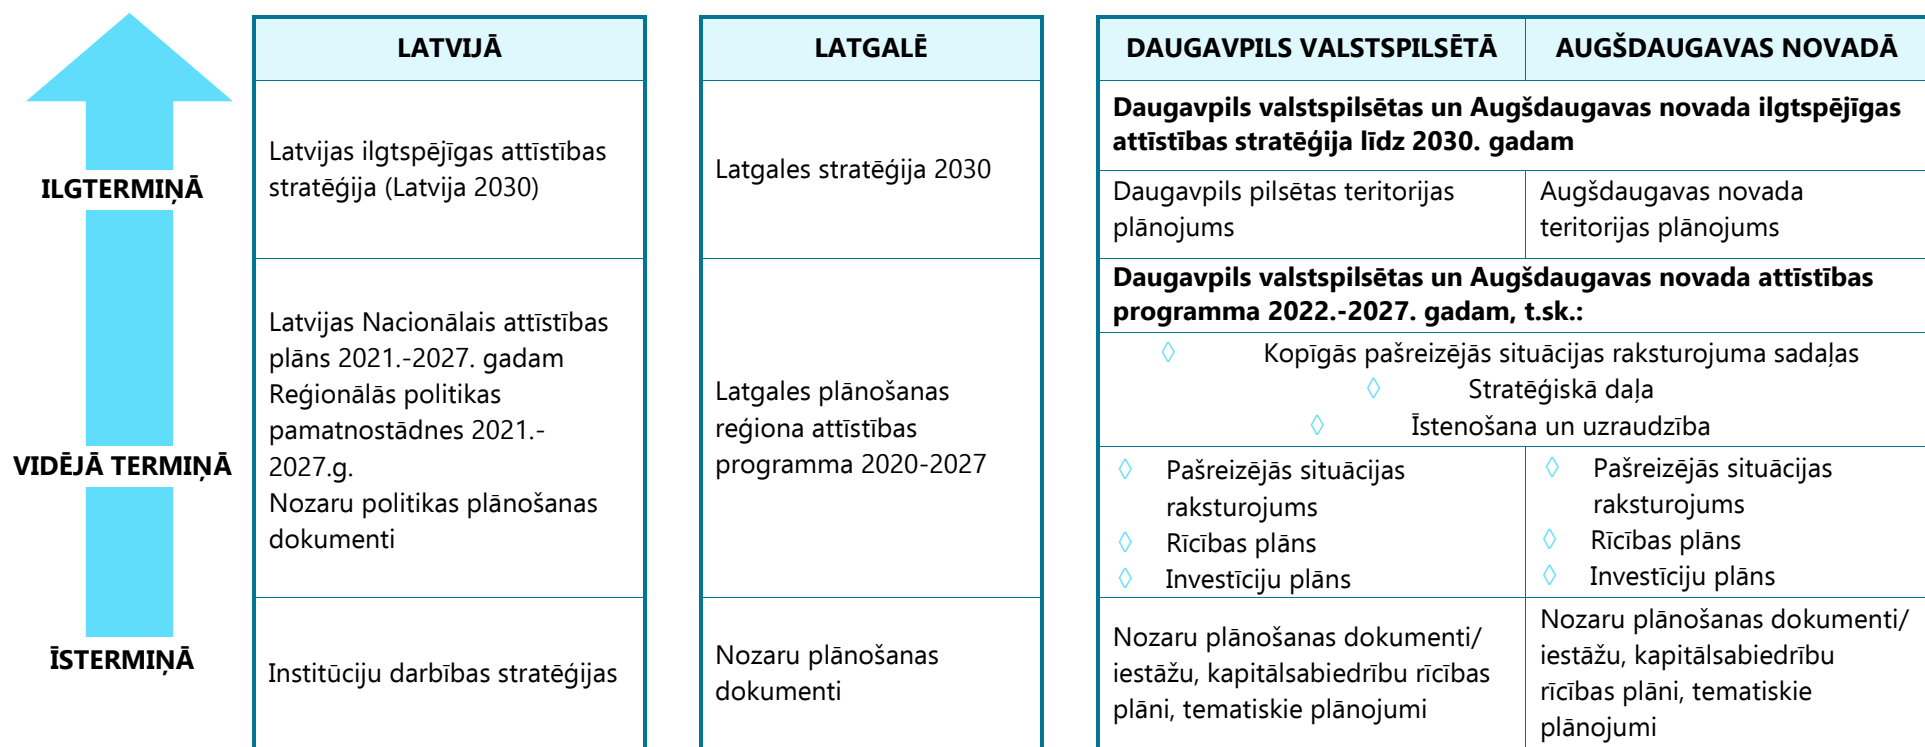 LATVIJĀ
LATGALĒ
DAUGAVPILS VALSTSPILSĒTĀ
AUGŠDAUGAVAS NOVADĀ
ILGTERMIŅĀ
Latvijas ilgtspējīgas attīstības
stratēģija (Latvija 2030)
Latgales stratēģija 2030
Daugavpils valstspilsētas un Augšdaugavas novada ilgtspējīgas
attīstības stratēģija līdz 2030. gadam
Daugavpils pilsētas teritorijas
plānojums
Augšdaugavas novada
teritorijas plānojums
VIDĒJĀ TERMIŅĀ
Latvijas Nacionālais attīstības
plāns 2021.-2027. gadam
Reģionālās politikas
pamatnostādnes 2021.-
2027.g.
Nozaru politikas plānošanas
dokumenti
Latgales plānošanas
reģiona attīstības
programma 2020-2027
Daugavpils valstspilsētas un Augšdaugavas novada attīstības
programma 2022.-2027. gadam, t.sk.:
◊ Kopīgās pašreizējās situācijas raksturojuma sadaļas
◊ Stratēģiskā daļa
◊ Īstenošana un uzraudzība
◊ Pašreizējās situācijas
raksturojums
◊ Rīcības plāns
◊ Investīciju plāns
◊ Pašreizējās situācijas
raksturojums
◊ Rīcības plāns
◊ Investīciju plāns
ĪSTERMIŅĀ
Institūciju darbības stratēģijas
Nozaru plānošanas
dokumenti
Nozaru plānošanas dokumenti/
iestāžu, kapitālsabiedrību rīcības
plāni, tematiskie plānojumi
Nozaru plānošanas dokumenti/
iestāžu, kapitālsabiedrību
rīcības plāni, tematiskie
plānojumi